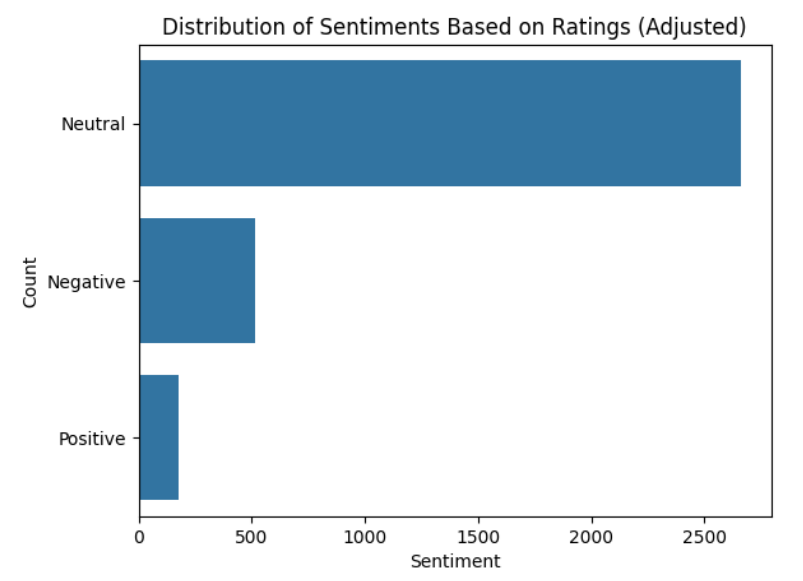 Distribution of Sentiments Based on Ratings (Adjusted)
Neutral
Negative
Positive
Count
0 500 1000 1500 2000 2500
Sentiment